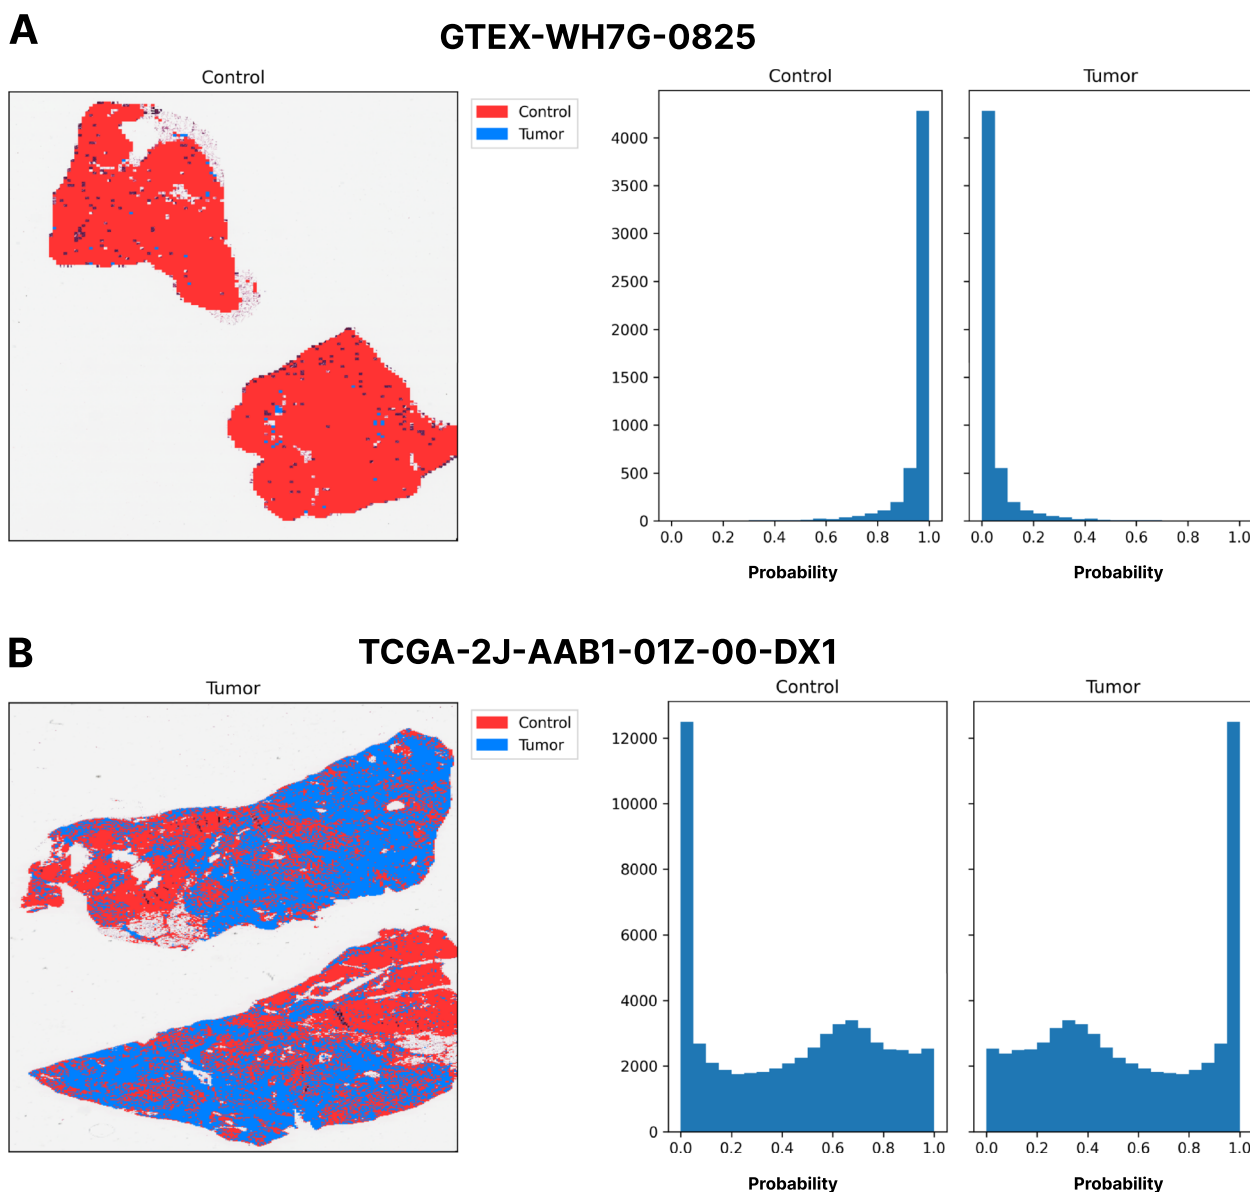 A
GTEX-WH7G-0825
Control
Control
Tumor
Control
Tumor
4000
3500
3000
2500
2000
1500
1000
500
0
0.0 0.2 0.4 0.6 0.8 1.0
0.0 0.2 0.4 0.6 0.8 1.0
Probability
Probability
B
TCGA-2J-AAB1-01Z-00-DX1
Tumor
Control
Tumor
Control
Tumor
12000
10000
8000
6000
4000
2000
0
0.0 0.2 0.4 0.6 0.8 1.0
0.0 0.2 0.4 0.6 0.8 1.0
Probability
Probability